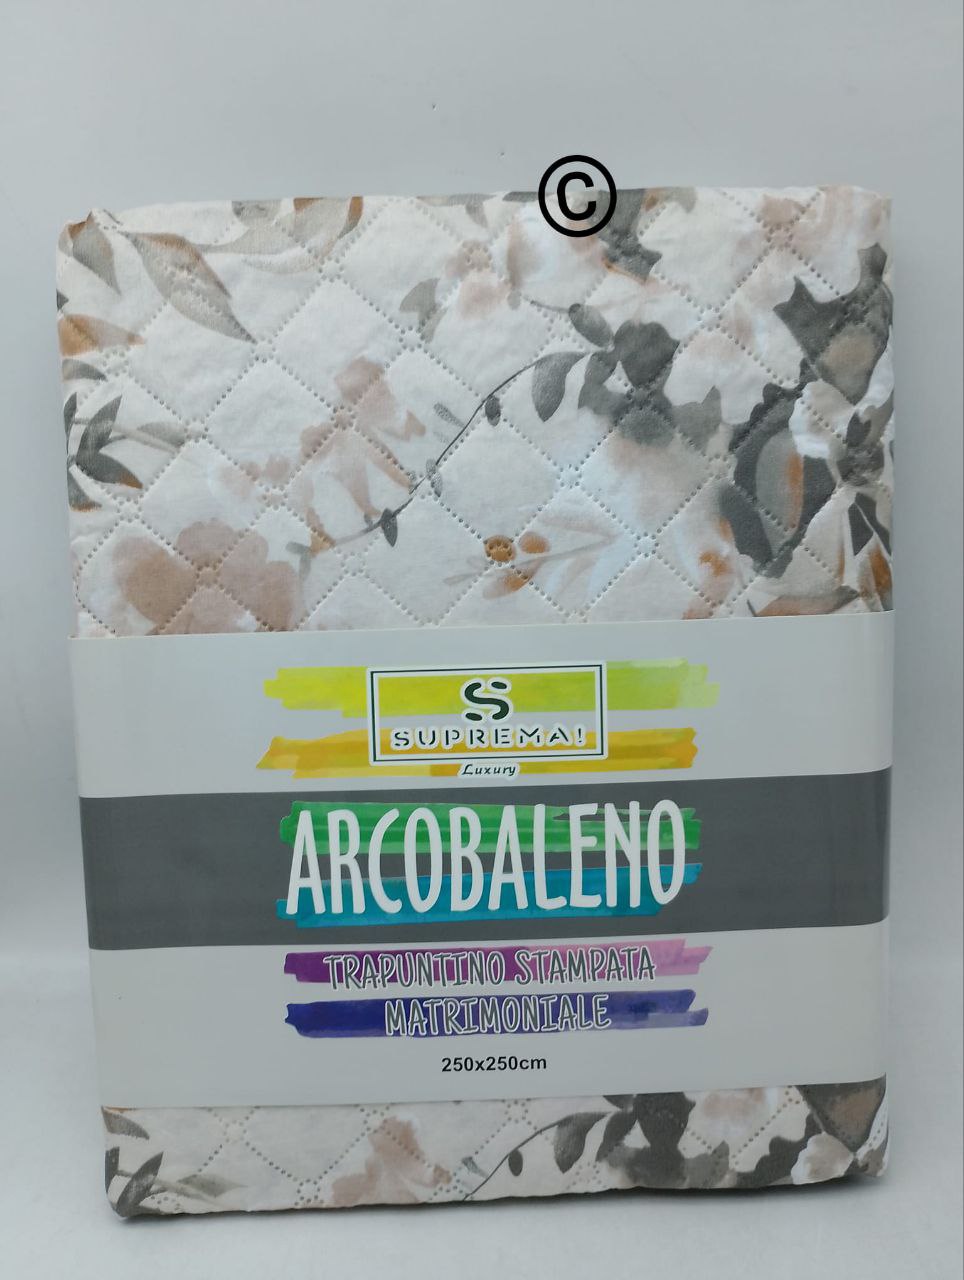 ©
S
SUPREMA!
Luxury
ARCOBALENO
TRAPUNTINO STAMPATA
MATRIMONIALE
250x250cm